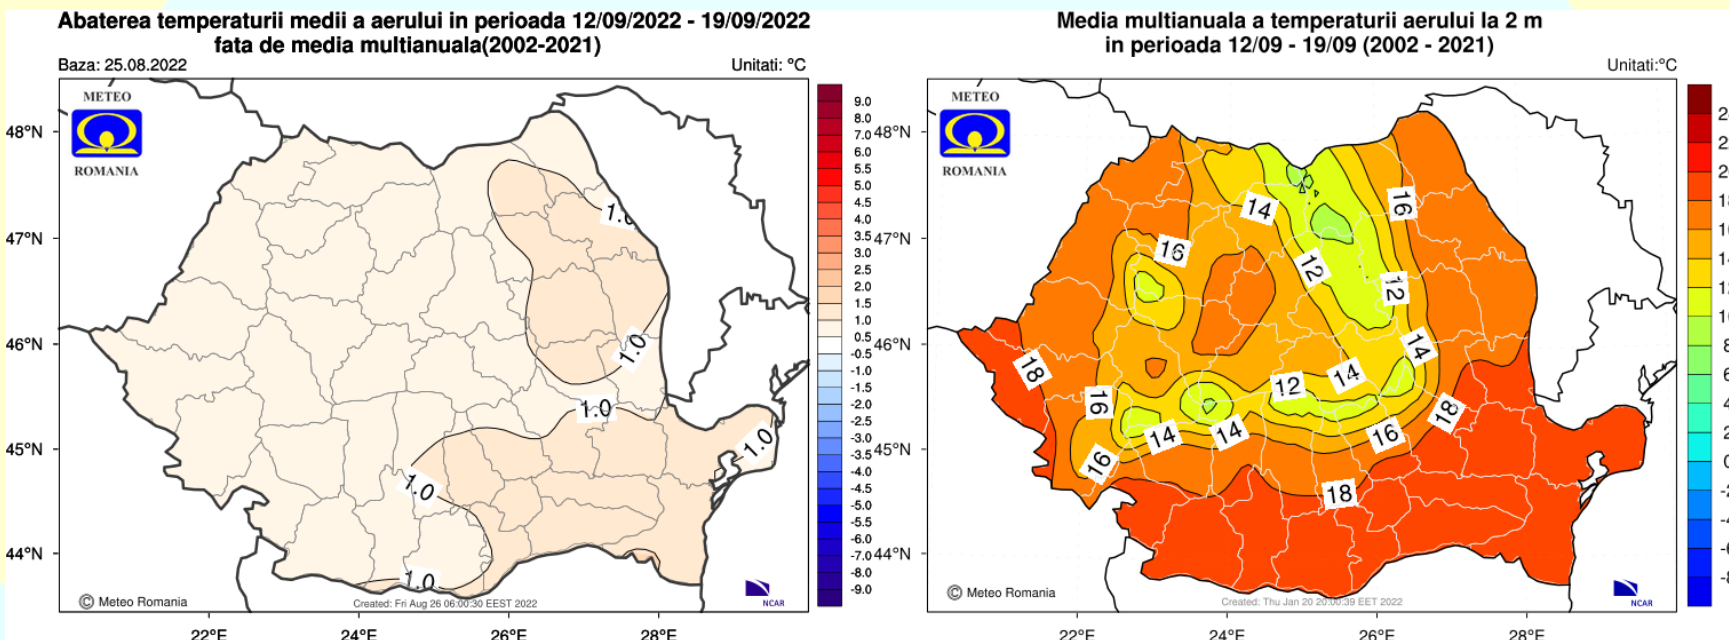 Abaterea temperaturii medii a aerului in perioada 12/09/2022 - 19/09/2022
fata de media multianuala(2002-2021)
Baza: 25.08.2022
Unitati: °C
METEO
ROMANIA
48°N
47°N
46°N
45°N
44°N
1.0
1.0
1.0
1.0
1.0
1.0
9.0
8.0
7.0
6.0
5.5
5.0
4.5
4.0
3.5
3.0
2.5
2.0
1.5
1.0
0.5
-0.5
-1.0
-1.5
-2.0
-2.5
-3.0
-3.5
-4.0
-4.5
-5.0
-5.5
-6.0
-7.0
-8.0
-9.0
© Meteo Romania
Created: Fri Aug 26 06:00:30 EEST 2022
NCAR
22°E
24°E
26°E
28°E
Media multianuala a temperaturii aerului la 2 m
in perioada 12/09 - 19/09 (2002 - 2021)
Unitati:°C
METEO
ROMANIA
48°N
47°N
46°N
45°N
44°N
16
14
16
12
12
14
18
12
14
16
18
14
14
16
16
18
8
6
4
2
0
© Meteo Romania
Created: Thu Jan 20 20:00:39 EET 2022
NCAR
22°E
24°E
26°E
28°E